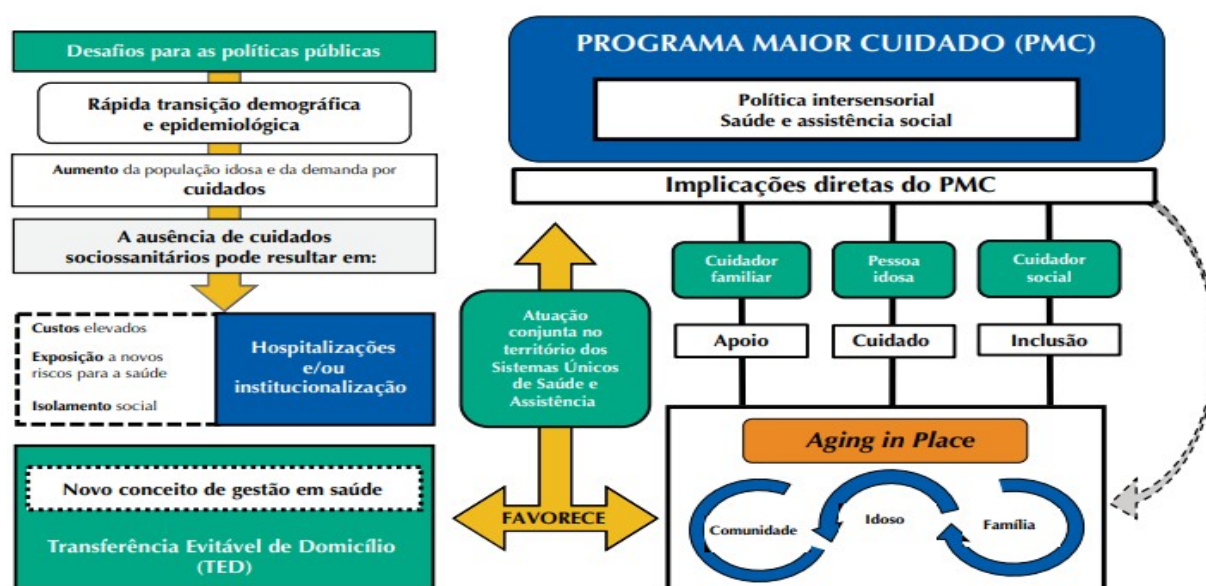 Desafios para as políticas públicas
Rápida transição demográfica
e epidemiológica
Aumento da população idosa e da demanda por
cuidados
A ausência de cuidados
sociossanitários pode resultar em:
Custos elevados
Exposição a novos
riscos para a saúde
Isolamento social
Hospitalizações
e/ou
institucionalização
Novo conceito de gestão em saúde
Transferência Evitável de Domicílio
(TED)
PROGRAMA MAIOR CUIDADO (PMC)
Política intersensorial
Saúde e assistência social
Implicações diretas do PMC
Cuidador
familiar
Pessoa
idosa
Cuidador
social
Apoio
Cuidado
Inclusão
Atuação
conjunta no
território dos
Sistemas Únicos
de Saúde e
Assistência
FAVORECE
Aging in Place
Comunidade
Idoso
Família